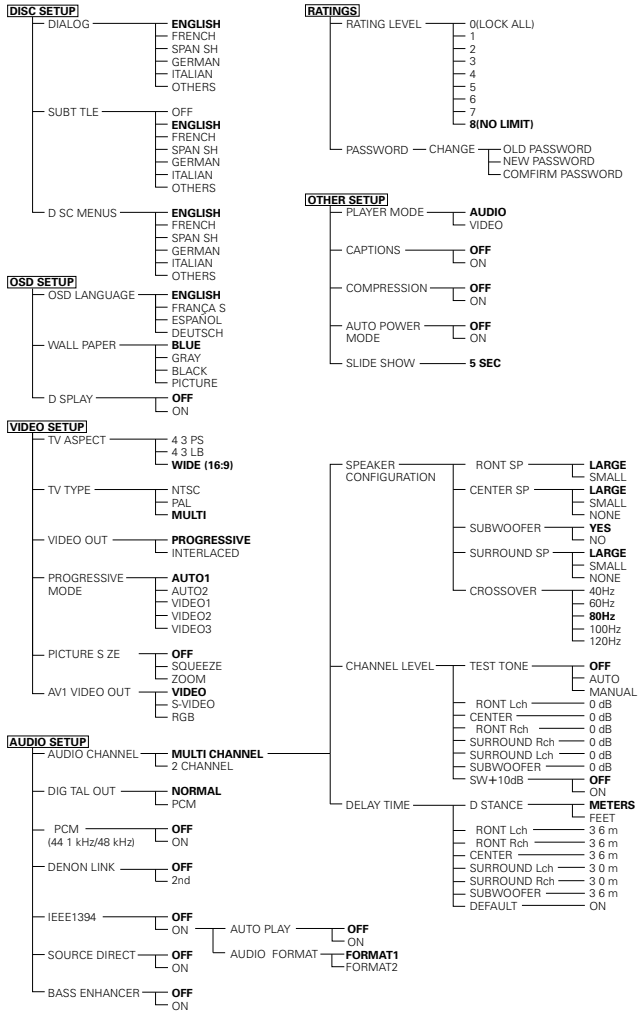 DISC SETUP
DIALOG
ENGLISH
FRENCH
SPAN SH
GERMAN
ITALIAN
OTHERS
SUBT TLE
OFF
ENGLISH
FRENCH
SPAN SH
GERMAN
ITALIAN
OTHERS
D SC MENUS
ENGLISH
FRENCH
SPAN SH
GERMAN
ITALIAN
OTHERS
OSD SETUP
OSD LANGUAGE
ENGLISH
FRANÇA S
ESPAÑOL
DEUTSCH
WALL PAPER
BLUE
GRAY
BLACK
PICTURE
D SPLAY
OFF
ON
VIDEO SETUP
TV ASPECT
4 3 PS
4 3 LB
WIDE (16:9)
TV TYPE
NTSC
PAL
MULTI
VIDEO OUT
PROGRESSIVE
INTERLACED
PROGRESSIVE
MODE
AUTO1
AUTO2
VIDEO1
VIDEO2
VIDEO3
PICTURE S ZE
OFF
SQUEEZE
ZOOM
AV1 VIDEO OUT
VIDEO
S-VIDEO
RGB
AUDIO SETUP
AUDIO CHANNEL
MULTI CHANNEL
2 CHANNEL
DIG TAL OUT
NORMAL
PCM
PCM
(44 1 kHz/48 kHz)
OFF
ON
DENON LINK
OFF
2nd
IEEE1394
OFF
ON
AUTO PLAY
OFF
ON
AUDIO FORMAT
FORMAT1
FORMAT2
SOURCE DIRECT
OFF
ON
BASS ENHANCER
OFF
ON
RATINGS
RATING LEVEL
0(LOCK ALL)
1
2
3
4
5
6
7
8(NO LIMIT)
PASSWORD
CHANGE
OLD PASSWORD
NEW PASSWORD
COMFIRM PASSWORD
OTHER SETUP
PLAYER MODE
AUDIO
VIDEO
CAPTIONS
OFF
ON
COMPRESSION
OFF
ON
AUTO POWER
MODE
OFF
ON
SLIDE SHOW
5 SEC
SPEAKER
CONFIGURATION
RONT SP
LARGE
SMALL
CENTER SP
LARGE
SMALL
NONE
SUBWOOFER
YES
NO
SURROUND SP
LARGE
SMALL
NONE
CROSSOVER
40Hz
60Hz
80Hz
100Hz
120Hz
CHANNEL LEVEL
TEST TONE
OFF
AUTO
MANUAL
RONT Lch
0 dB
CENTER
0 dB
RONT Rch
0 dB
SURROUND Rch
0 dB
SURROUND Lch
0 dB
SUBWOOFER
0 dB
SW+10dB
OFF
ON
DELAY TIME
D STANCE
METERS
FEET
RONT Lch
3 6 m
RONT Rch
3 6 m
CENTER
3 6 m
SURROUND Lch
3 0 m
SURROUND Rch
3 0 m
SUBWOOFER
3 6 m
DEFAULT
ON